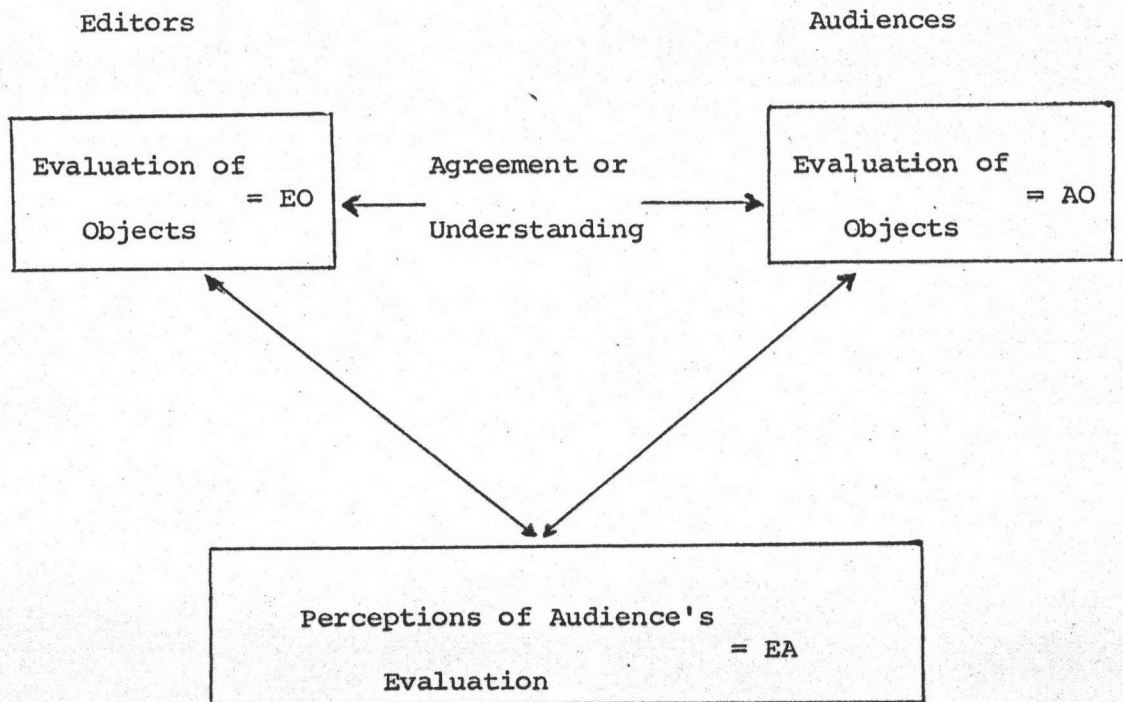 Editors
Audiences
Evaluation of
= EO
Objects
Agreement or
Understanding
Evaluation of
= AO
Objects
Perceptions of Audience's
= EA
Evaluation